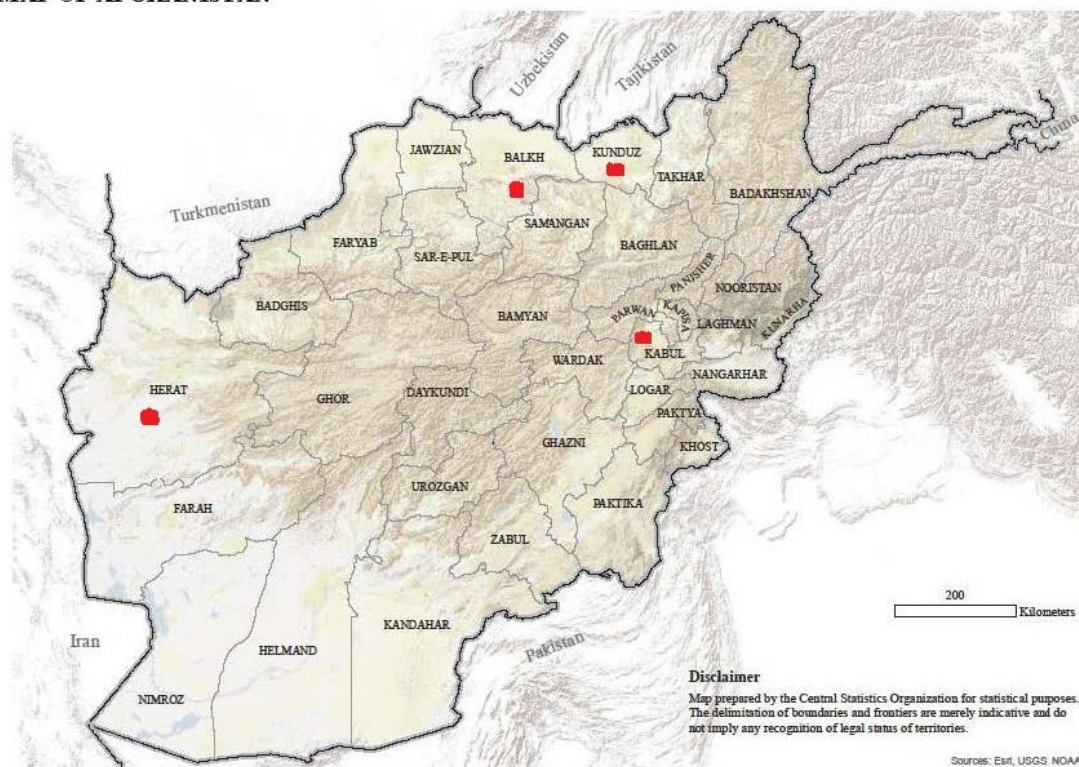 MAP OF AFGHANISTAN
Uzbekistan
Tajikistan
China
Turkmenistan
JAWZJAN
BALKH
KUNDUZ
TAKHAR
BADAKHSHAN
FARYAB
SAR-E-PUL
SAMANGAN
BAGHLAN
PANJSHER
NOORISTAN
BADGHIS
BAMYAN
PARWAN
KAPISA
LAGHMAN
KUNARHA
HERAT
GHOR
DAYKUNDI
WARDAK
KABUL
NANGARHAR
LOGAR
PAKTYA
GHAZNI
KHOST
UROZGAN
PAKTIKA
FARAH
ZABUL
KANDAHAR
HELMAND
NIMROZ
Iran
Pakistan
200
Kilometers
Disclaimer
Map prepared by the Central Statistics Organization for statistical purposes.
The delimitation of boundaries and frontiers are merely indicative and do
not imply any recognition of legal status of territories.
Sources: Esri, USGS NOAA